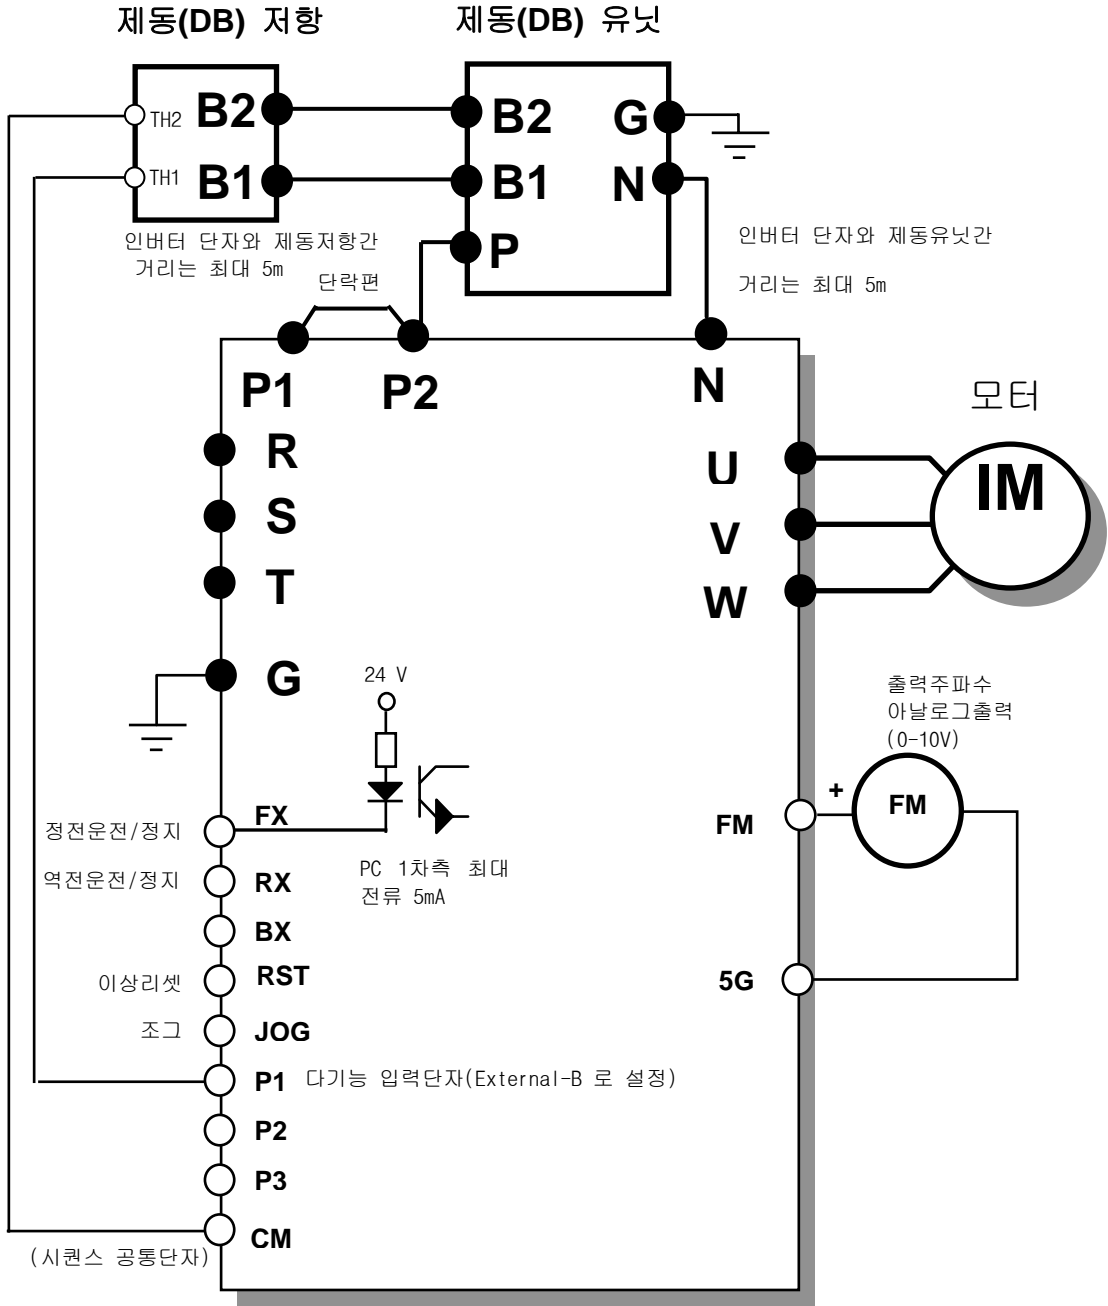 제동(DB) 저항
제동(DB) 유닛
TH2
B2
B2
G
TH1
B1
B1
N
P
인버터 단자와 제동저항간
거리는 최대 5m
단락편
인버터 단자와 제동유닛간
거리는 최대 5m
P1
P2
N
모터
R
U
IM
S
V
T
W
G
24 V
출력주파수
아날로그출력
(0-10V)
정전운전/정지
FX
FM
+
FM
PC 1차측 최대
전류 5mA
역전운전/정지
RX
BX
이상리셋
RST
5G
조그
JOG
P1
다기능 입력단자(External-B 로 설정)
P2
P3
CM
(시퀀스 공통단자)